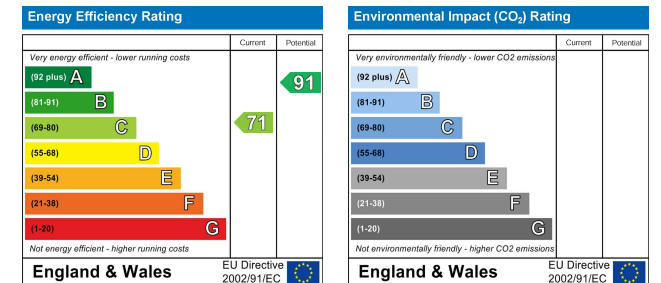 Energy Efficiency Rating
Current Potential
Very energy efficient - lower running costs
(92 plus) A
(81-91) B
(69-80) C
(55-68) D
(39-54) E
(21-38) F
(1-20) G
71
91
Not energy efficient - higher running costs
England & Wales
EU Directive
2002/91/EC
Environmental Impact (CO₂) Rating
Current Potential
Very environmentally friendly - lower CO2 emissions
(92 plus) A
(81-91) B
(69-80) C
(55-68) D
(39-54) E
(21-38) F
(1-20) G
Not environmentally friendly - higher CO2 emissions
England & Wales
EU Directive
2002/91/EC